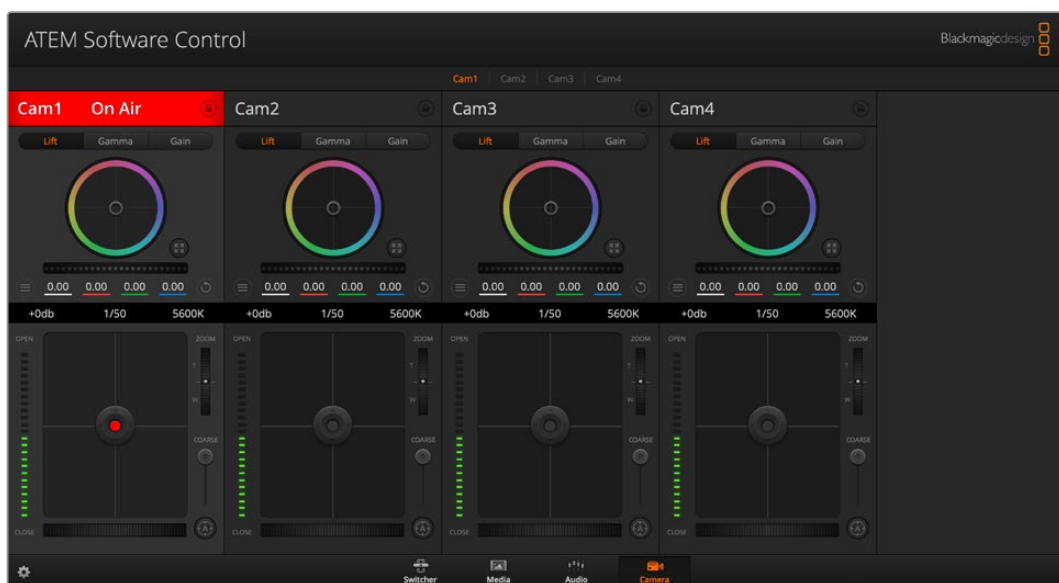 ATEM Software Control
Blackmagicdesign
Cam1 Cam2 Cam3 Cam4
Cam1 On Air Cam2 Cam3 Cam4
Lift Gamma Gain Lift Gamma Gain Lift Gamma Gain Lift Gamma Gain
0.00 0.00 0.00 0.00 0.00 0.00 0.00 0.00 0.00 0.00 0.00 0.00 0.00 0.00 0.00 0.00
+0db 1/50 5600K +0db 1/50 5600K +0db 1/50 5600K +0db 1/50 5600K
OPEN ZOOM OPEN ZOOM OPEN ZOOM OPEN ZOOM
T T T T
W W W W
COARSE COARSE COARSE COARSE
CLOSE A CLOSE A CLOSE A CLOSE A
Switcher Media Audio Camera